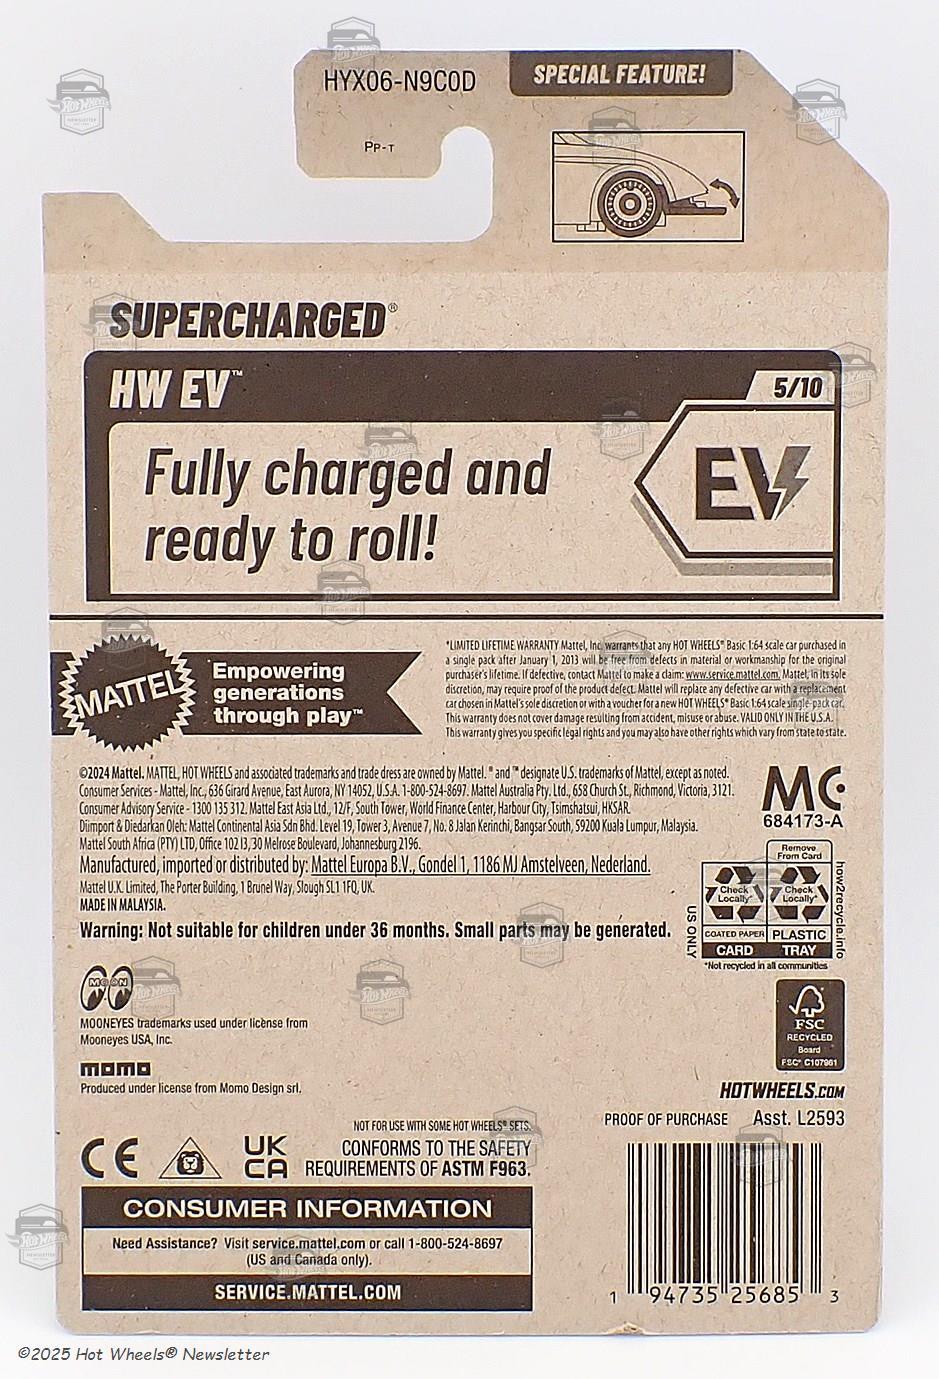 HYX06-N9C0D
SPECIAL FEATURE!
PP-T
SUPERCHARGED®
HW EV™
5/10
Fully charged and
ready to roll!
EV
MATTEL
Empowering
generations
through play™
*LIMITED LIFETIME WARRANTY Mattel, Inc. warrants that any HOT WHEELS® Basic 1:64 scale car purchased in
a single pack after January 1, 2013 will be free from defects in material or workmanship for the original
purchaser's lifetime. If defective, contact Mattel to make a claim: www.service.mattel.com. Mattel, in its sole
discretion, may require proof of the product defect. Mattel will replace any defective car with a replacement
car chosen in Mattel's sole discretion or with a voucher for a new HOT WHEELS® Basic 1:64 scale single-pack car.
This warranty does not cover damage resulting from accident, misuse or abuse. VALID ONLY IN THE U.S.A.
This warranty gives you specific legal rights and you may also have other rights which vary from state to state.
©2024 Mattel. MATTEL, HOT WHEELS and associated trademarks and trade dress are owned by Mattel. ® and ™ designate U.S. trademarks of Mattel, except as noted.
Consumer Services - Mattel, Inc., 636 Girard Avenue, East Aurora, NY 14052, U.S.A. 1-800-524-8697. Mattel Australia Pty. Ltd., 658 Church St., Richmond, Victoria, 3121.
Consumer Advisory Service - 1300 135 312. Mattel East Asia Ltd., 12/F, South Tower, World Finance Center, Harbour City, Tsimshatsui, HKSAR.
Diimport & Diedarkan Oleh: Mattel Continental Asia Sdn Bhd. Level 19, Tower 3, Avenue 7, No. 8 Jalan Kerinchi, Bangsar South, 59200 Kuala Lumpur, Malaysia.
Mattel South Africa (PTY) LTD, Office 102 I3, 30 Melrose Boulevard, Johannesburg 2196.
Manufactured, imported or distributed by: Mattel Europa B.V., Gondel 1, 1186 MJ Amstelveen, Nederland.
Mattel U.K. Limited, The Porter Building, 1 Brunel Way, Slough SL1 1FQ, UK.
MADE IN MALAYSIA.
Warning: Not suitable for children under 36 months. Small parts may be generated.
MC
684173-A
Remove
From Card
Check
Locally*
Check
Locally*
COATED PAPER
PLASTIC
CARD
TRAY
US ONLY
how2recycle.info
*Not recycled in all communities
MOON
MOONEYES trademarks used under license from
Mooneyes USA, Inc.
momo
Produced under license from Momo Design srl.
FSC
RECYCLED
Board
FSC® C107961
HOTWHEELS.COM
PROOF OF PURCHASE Asst. L2593
NOT FOR USE WITH SOME HOT WHEELS® SETS.
CE
UK
CA
CONFORMS TO THE SAFETY
REQUIREMENTS OF ASTM F963.
CONSUMER INFORMATION
Need Assistance? Visit service.mattel.com or call 1-800-524-8697
(US and Canada only).
SERVICE.MATTEL.COM
1 94735 25685 3
©2025 Hot Wheels® Newsletter